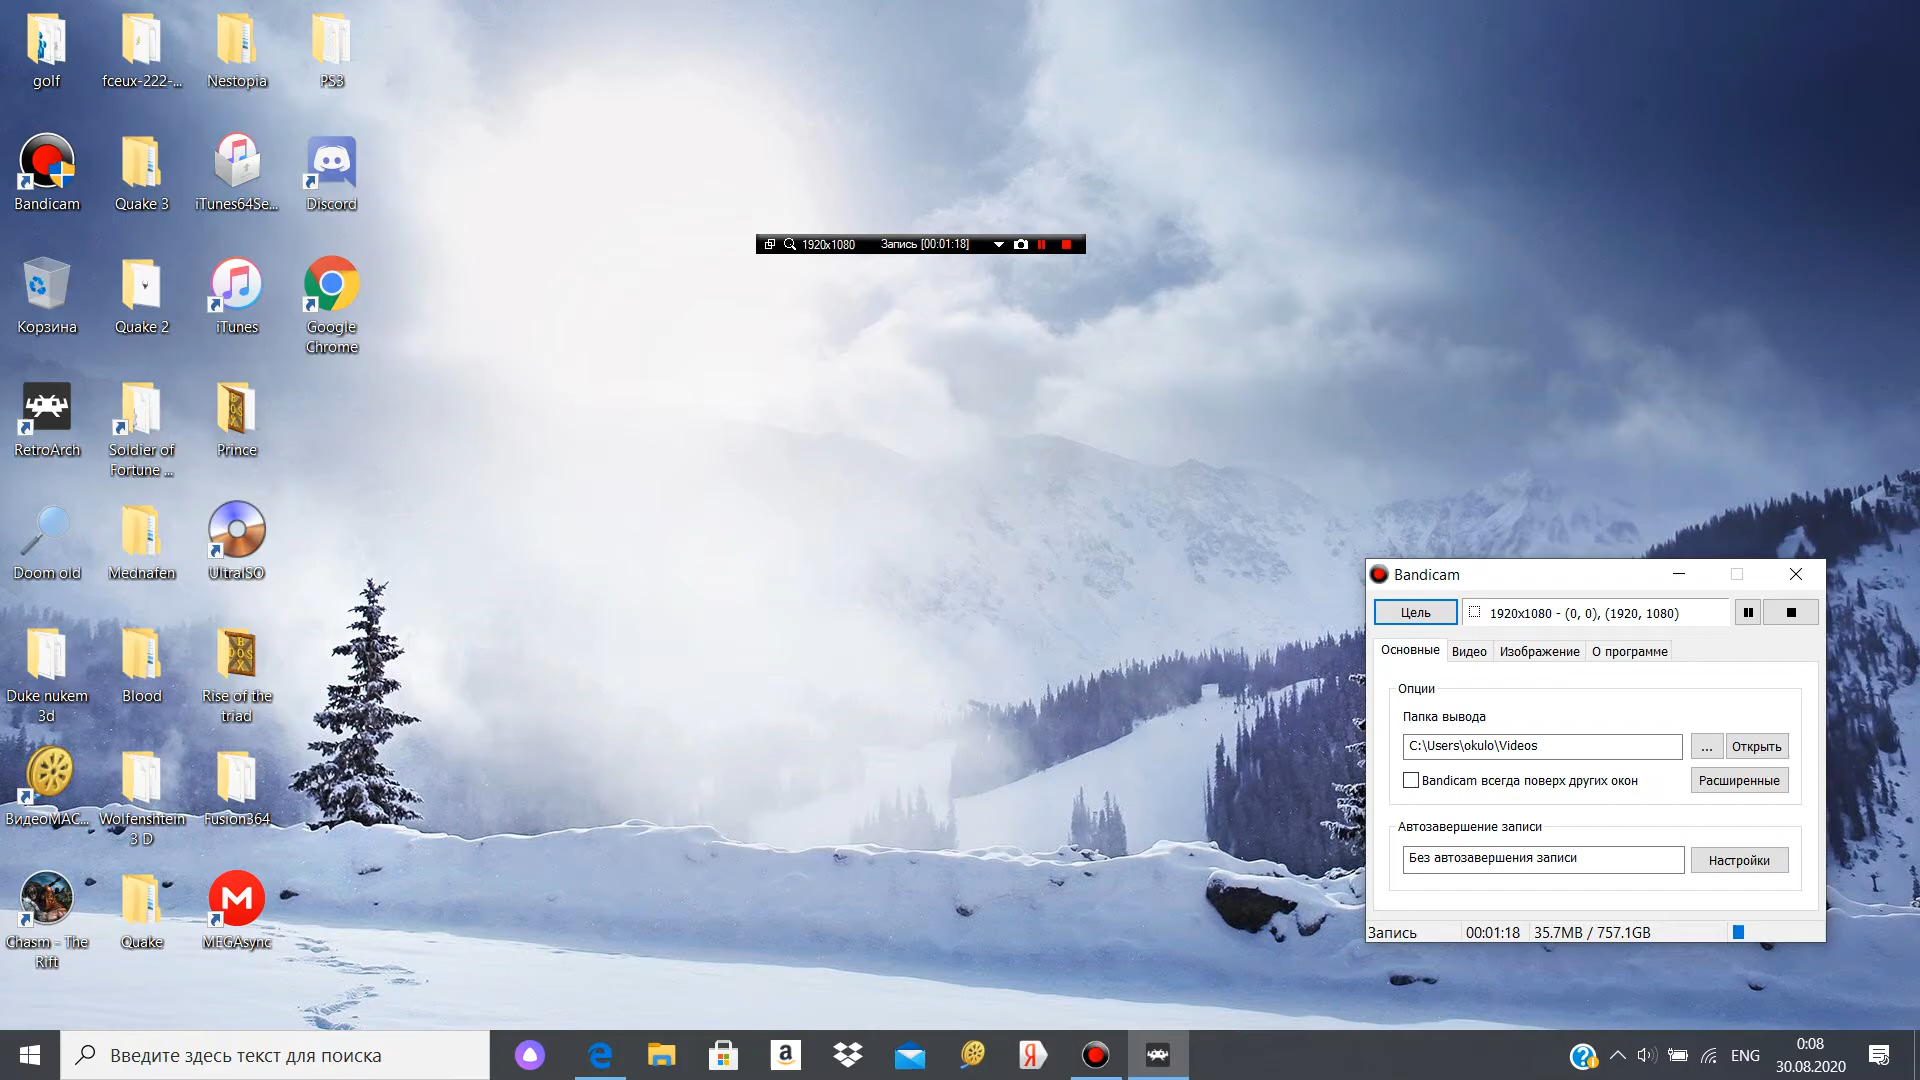 golf
fceux-222-...
Nestopia
PS3
Bandicam
Quake 3
iTunes64Se...
Discord
Корзина
Quake 2
iTunes
Google
Chrome
RetroArch
Soldier of
Fortune ...
Prince
Doom old
Mednafen
UltraISO
Duke nukem
3d
Blood
Rise of the
triad
ВидеоМАС...
Wolfenshtein
3 D
Fusion364
Chasm - The
Rift
Quake
MEGAsync
1920x1080 Запись [00:01:18]
Bandicam
Цель 1920x1080 - (0, 0), (1920, 1080)
Основные Видео Изображение О программе
Опции
Папка вывода
C:\Users\okulo\Videos ... Открыть
Bandicam всегда поверх других окон Расширенные
Автозавершение записи
Без автозавершения записи Настройки
Запись 00:01:18 35.7MB / 757.1GB
Введите здесь текст для поиска
ENG
0:08
30.08.2020